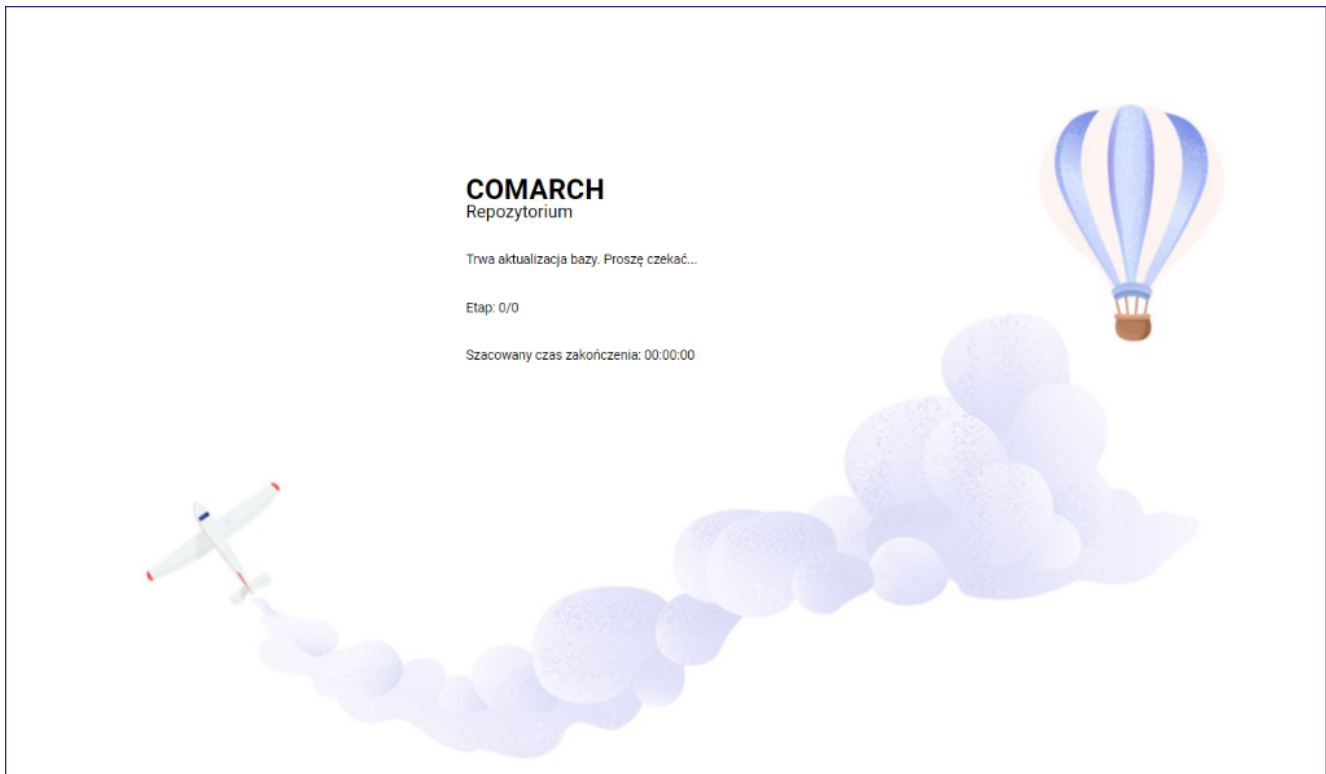 COMARCH
Repozytorium
Trwa aktualizacja bazy. Proszę czekać...
Etap: 0/0
Szacowany czas zakończenia: 00:00:00